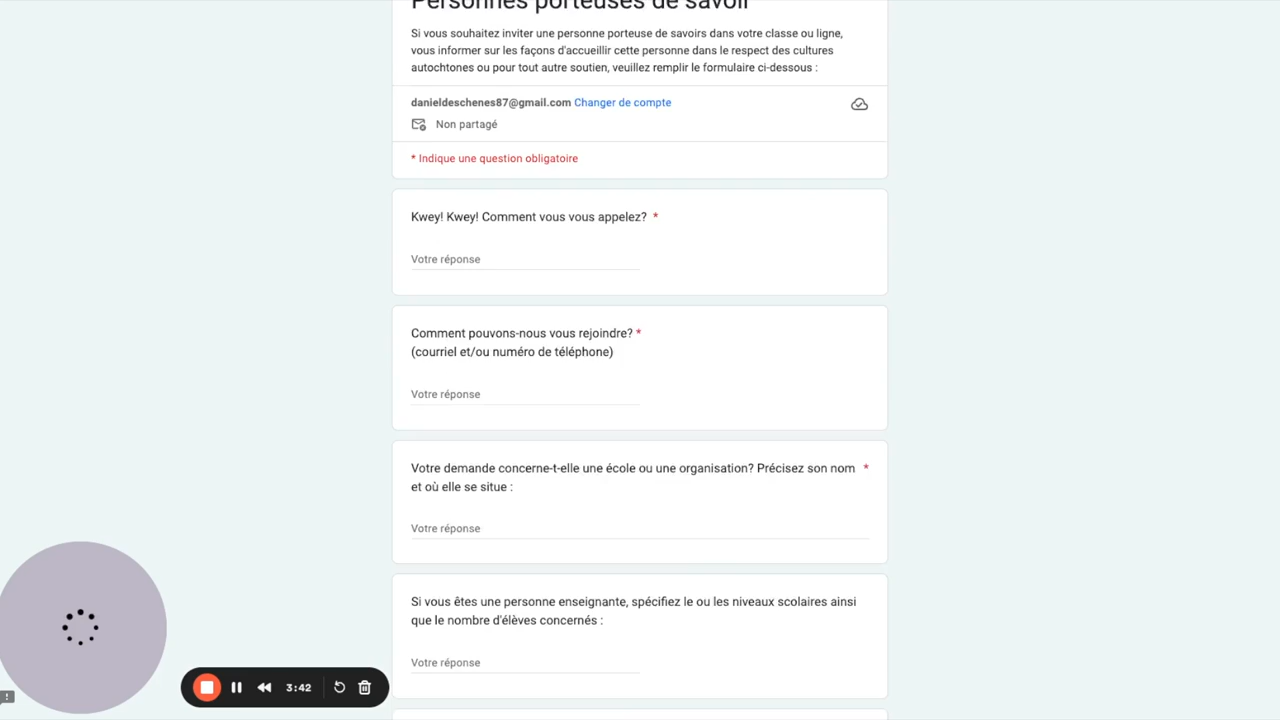 Personnes porteuses de savoir
Si vous souhaitez inviter une personne porteuse de savoirs dans votre classe ou ligne,
vous informer sur les façons d'accueillir cette personne dans le respect des cultures
autochtones ou pour tout autre soutien, veuillez remplir le formulaire ci-dessous :
danieldeschenes87@gmail.com Changer de compte
Non partagé
* Indique une question obligatoire
Kwey! Kwey! Comment vous vous appelez? *
Votre réponse
Comment pouvons-nous vous rejoindre? *
(courriel et/ou numéro de téléphone)
Votre réponse
Votre demande concerne-t-elle une école ou une organisation? Précisez son nom *
et où elle se situe :
Votre réponse
Si vous êtes une personne enseignante, spécifiez le ou les niveaux scolaires ainsi
que le nombre d'élèves concernés :
Votre réponse
3:42